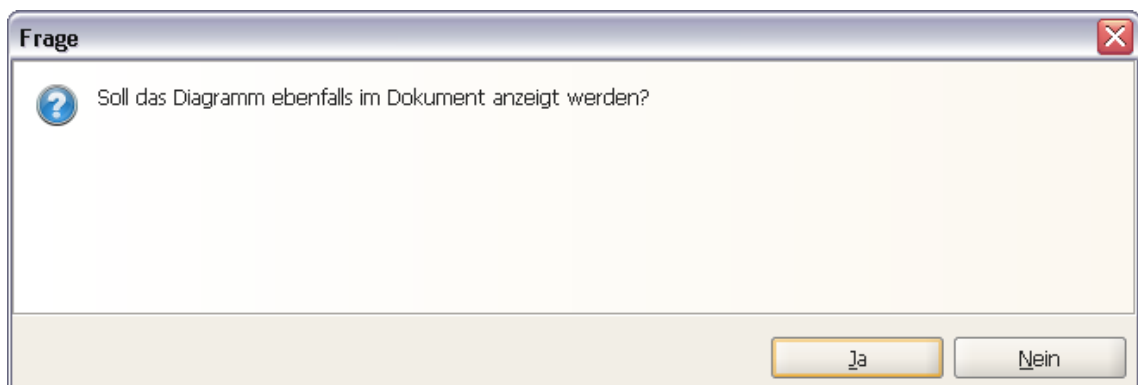 Frage
Soll das Diagramm ebenfalls im Dokument anzeigt werden?
Ja
Nein